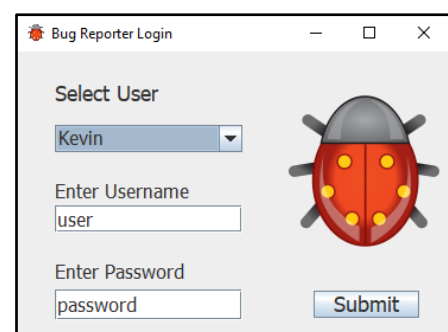 Bug Reporter Login
Select User
Kevin
Enter Username
user
Enter Password
password
Submit